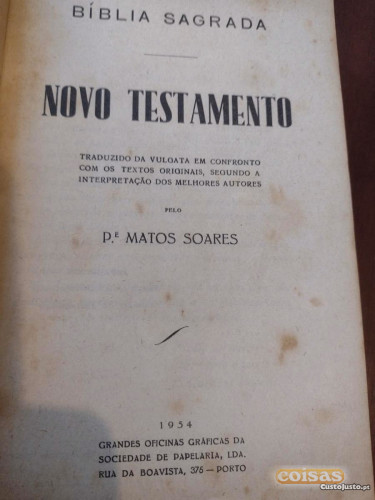 BÍBLIA SAGRADA
NOVO TESTAMENTO
TRADUZIDO DA VULGATA EM CONFRONTO
COM OS TEXTOS ORIGINAIS, SEGUNDO A
INTERPRETAÇÃO DOS MELHORES AUTORES
PELO
P.E MATOS SOARES
1954
GRANDES OFICINAS GRÁFICAS DA
SOCIEDADE DE PAPELARIA, LDA.
RUA DA BOAVISTA, 375 — PORTO
coisas
CustoJusto.pt